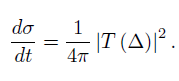 dσ/dt = 1/4π |T (Δ)|² .